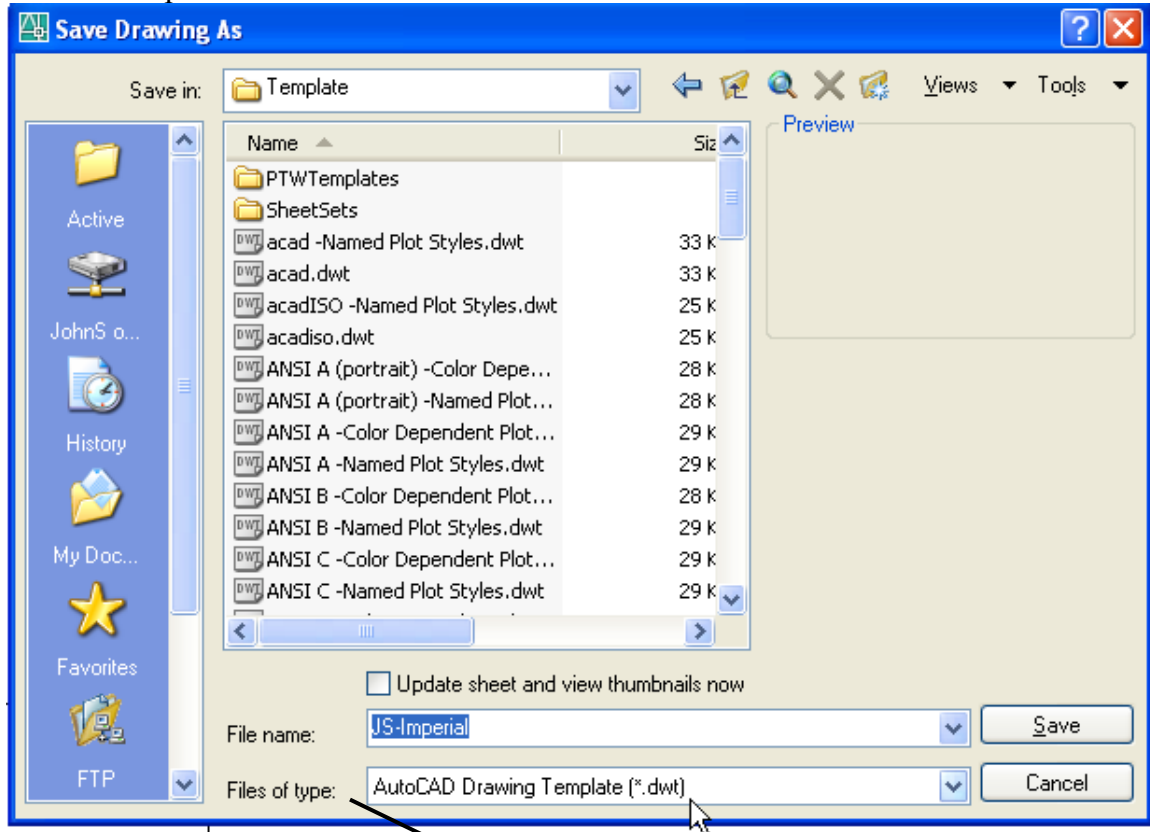 Save Drawing As
Save in: Template Views Tools
Preview
Name Siz
PTWTemplates
SheetSets
acad -Named Plot Styles.dwt 33 K
acad.dwt 33 K
acadISO -Named Plot Styles.dwt 25 K
acadiso.dwt 25 K
ANSI A (portrait) -Color Depe... 28 K
ANSI A (portrait) -Named Plot... 28 K
ANSI A -Color Dependent Plot... 29 K
ANSI A -Named Plot Styles.dwt 29 K
ANSI B -Color Dependent Plot... 28 K
ANSI B -Named Plot Styles.dwt 29 K
ANSI C -Color Dependent Plot... 29 K
ANSI C -Named Plot Styles.dwt 29 K
Active
JohnS o...
History
My Doc...
Favorites
FTP
Update sheet and view thumbnails now
File name: JS-Imperial Save
Files of type: AutoCAD Drawing Template (*.dwt) Cancel